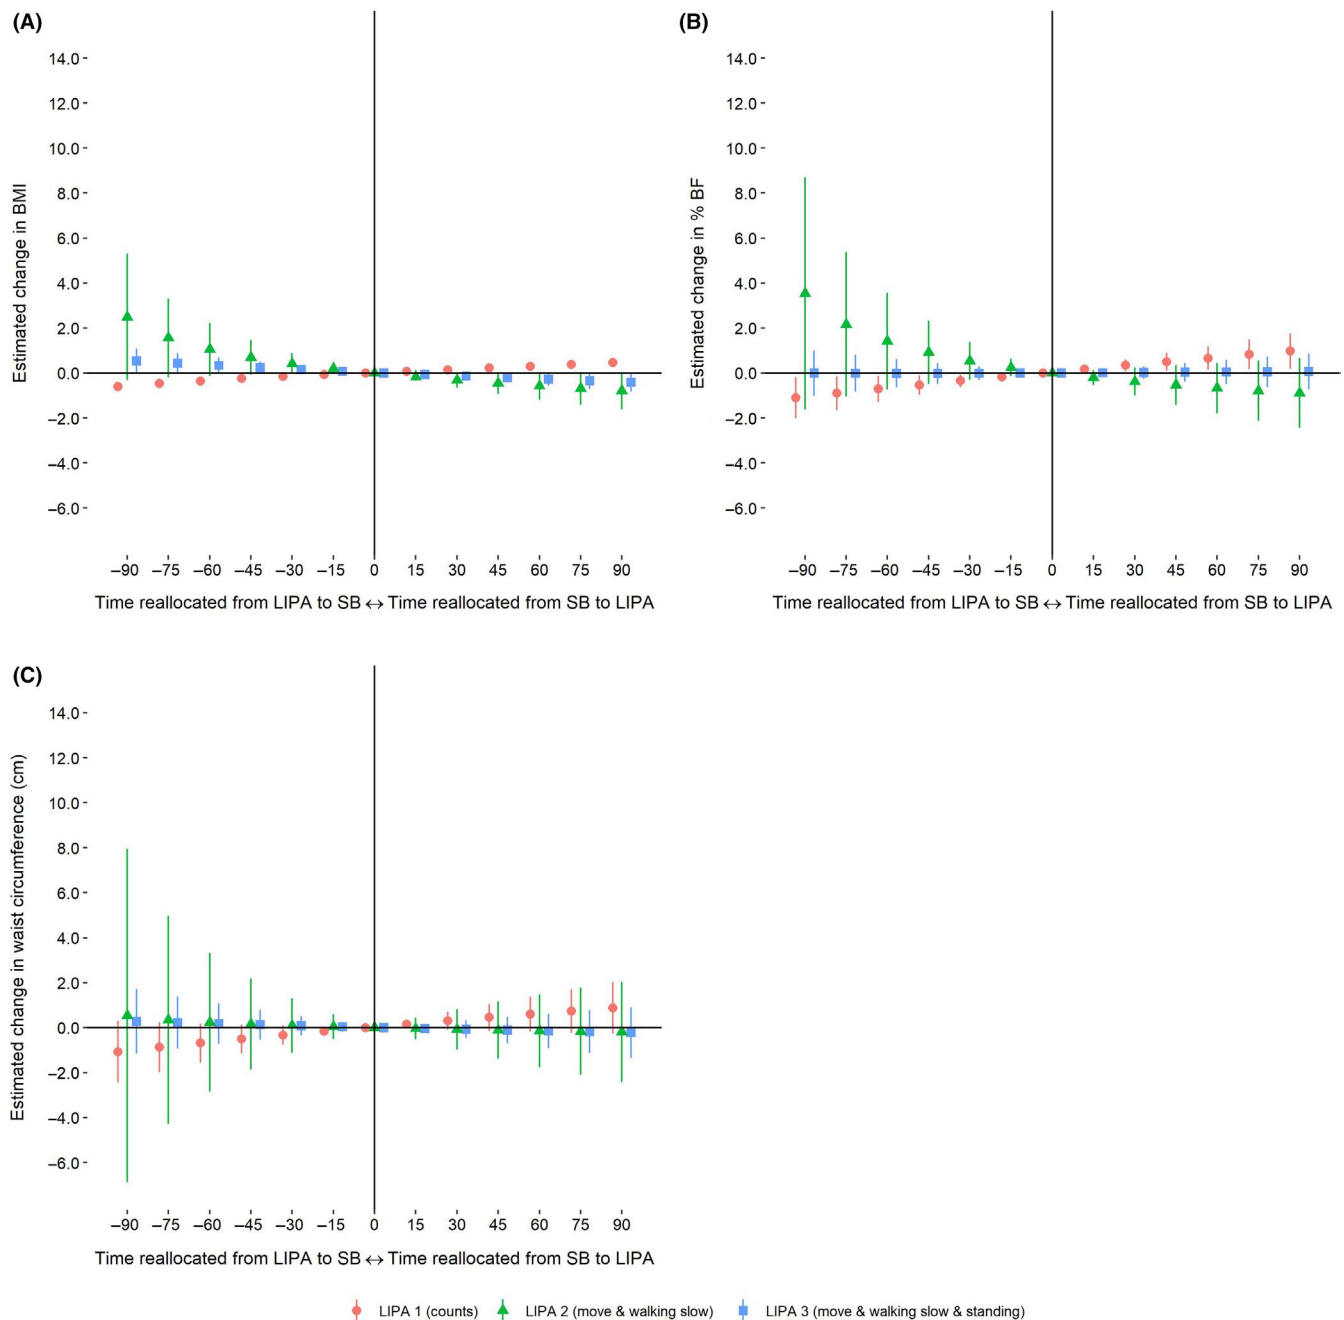 (A)
Estimated change in BMI
14.0
12.0
10.0
8.0
6.0
4.0
2.0
0.0
–2.0
–4.0
–6.0
–90 –75 –60 –45 –30 –15 0 15 30 45 60 75 90
Time reallocated from LIPA to SB ↔ Time reallocated from SB to LIPA
(B)
Estimated change in % BF
14.0
12.0
10.0
8.0
6.0
4.0
2.0
0.0
–2.0
–4.0
–6.0
–90 –75 –60 –45 –30 –15 0 15 30 45 60 75 90
Time reallocated from LIPA to SB ↔ Time reallocated from SB to LIPA
(C)
Estimated change in waist circumference (cm)
14.0
12.0
10.0
8.0
6.0
4.0
2.0
0.0
–2.0
–4.0
–6.0
–90 –75 –60 –45 –30 –15 0 15 30 45 60 75 90
Time reallocated from LIPA to SB ↔ Time reallocated from SB to LIPA
LIPA 1 (counts) LIPA 2 (move & walking slow) LIPA 3 (move & walking slow & standing)